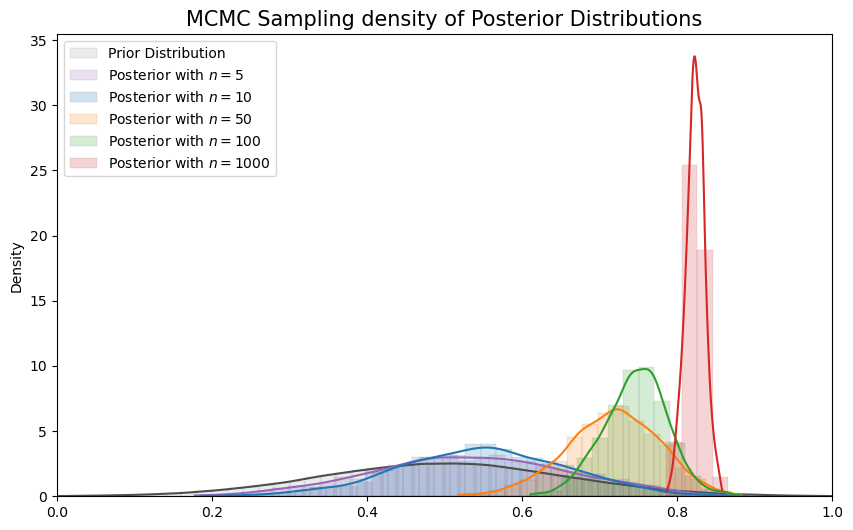 MCMC Sampling density of Posterior Distributions
35
30
25
20
15
10
5
0
Density
Prior Distribution
Posterior with n = 5
Posterior with n = 10
Posterior with n = 50
Posterior with n = 100
Posterior with n = 1000
0.0 0.2 0.4 0.6 0.8 1.0